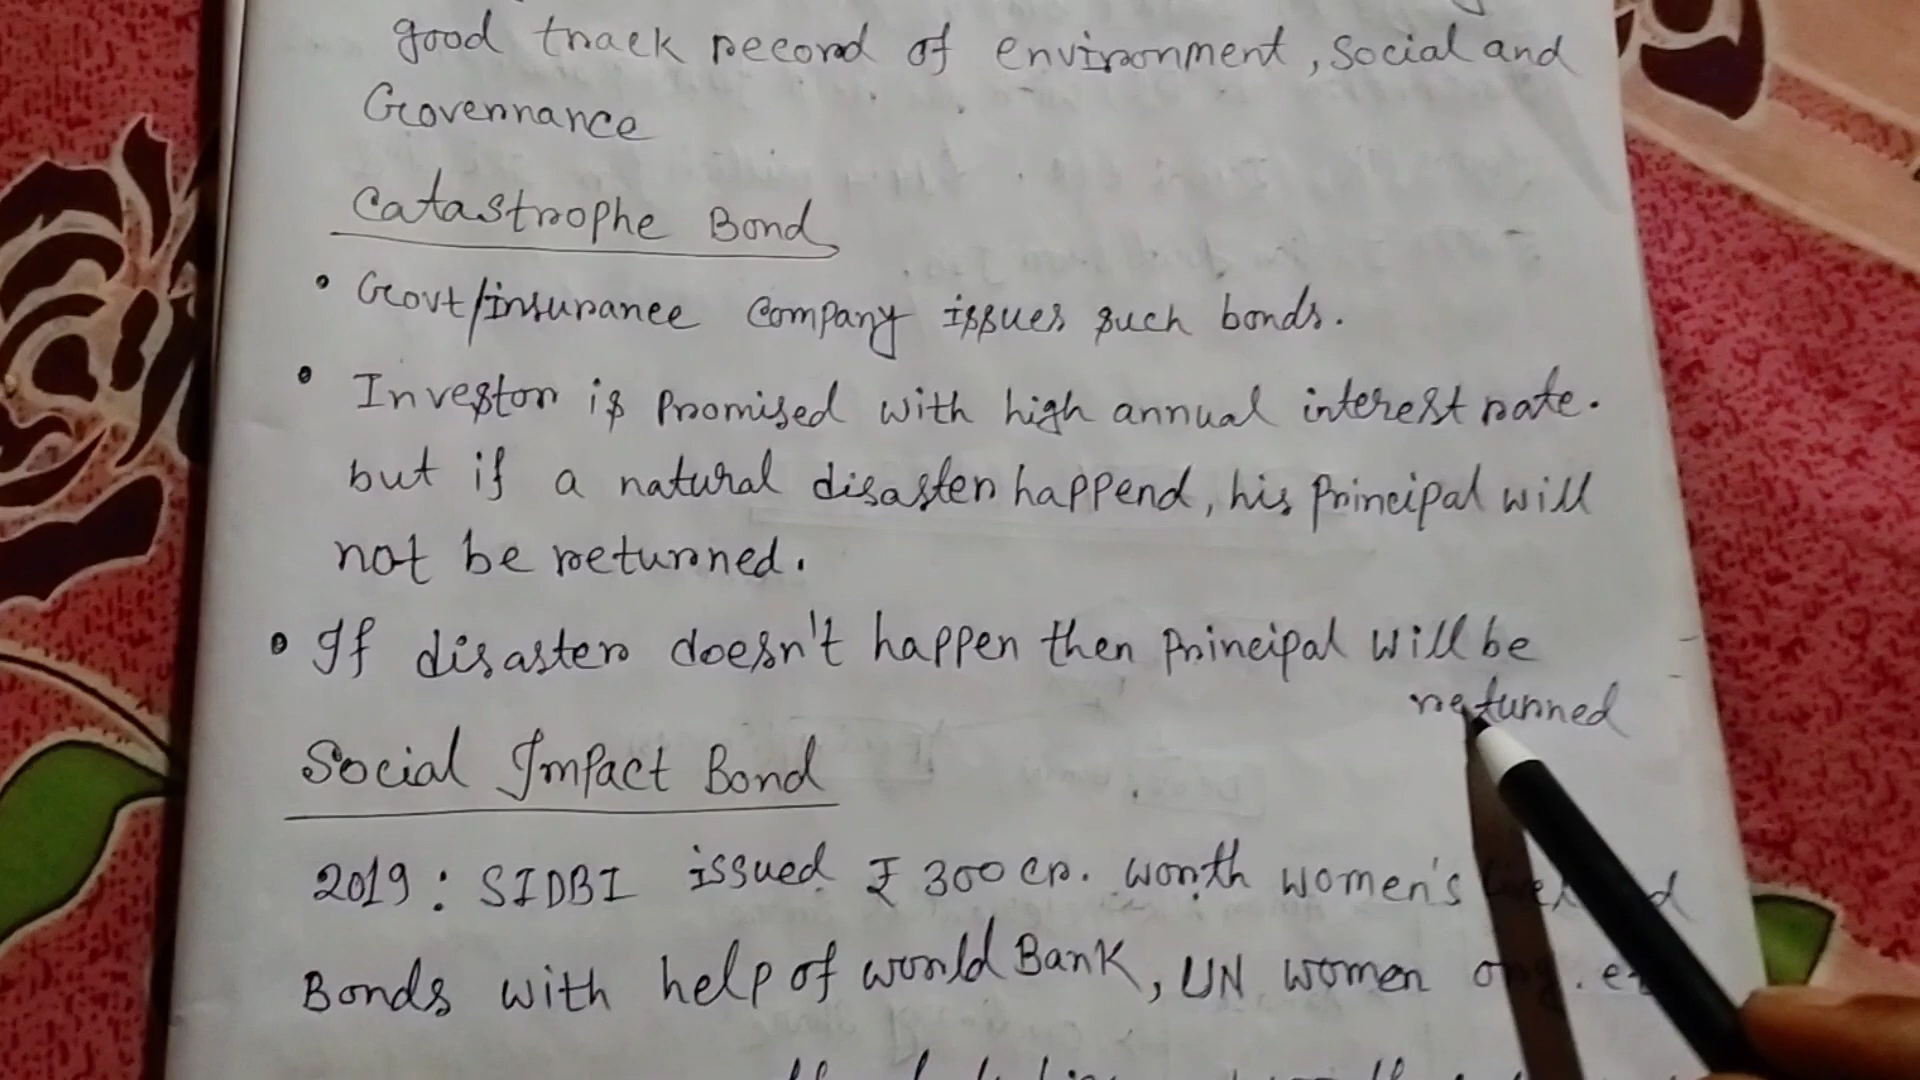 good track record of environment, social and
Governance
Catastrophe Bond
• Govt/insurance company issues such bonds.
• Investor is promised with high annual interest rate.
but if a natural disaster happend, his principal will
not be returned.
• If disaster doesn't happen then principal will be
returned
Social Impact Bond
2019 : SIDBI issued ₹ 300 cr. worth women's
Bonds with help of world Bank, UN women org.